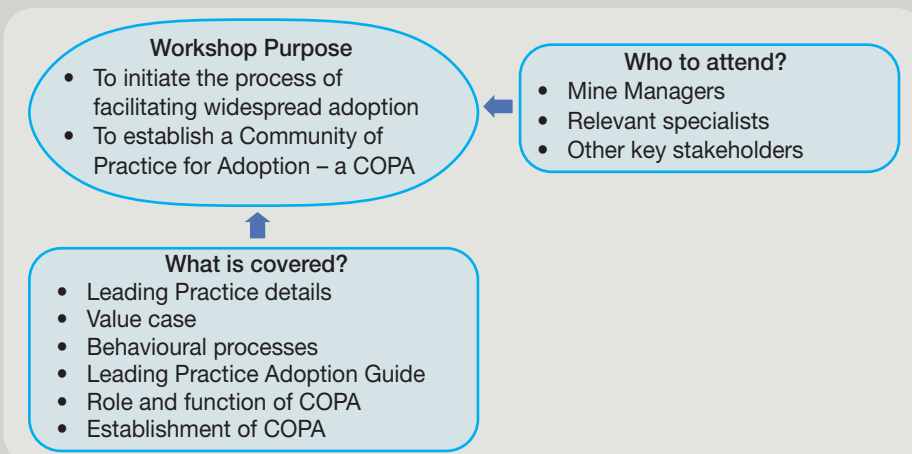 Workshop Purpose
• To initiate the process of
facilitating widespread adoption
• To establish a Community of
Practice for Adoption – a COPA
Who to attend?
• Mine Managers
• Relevant specialists
• Other key stakeholders
What is covered?
• Leading Practice details
• Value case
• Behavioural processes
• Leading Practice Adoption Guide
• Role and function of COPA
• Establishment of COPA